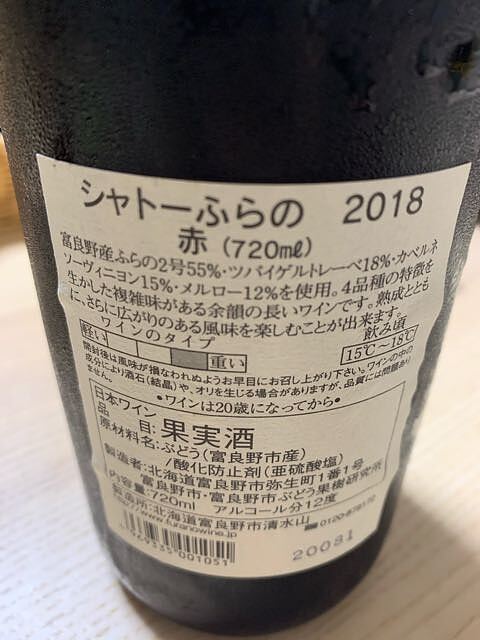 シャトーふらの 2018
赤 (720mℓ)
富良野産ふらの2号55%・ツバイゲルトレーベ18%・カベルネ
ソーヴィニヨン15%・メルロー12%を使用。4品種の特徴を
生かした複雑味がある余韻の長いワインです。熟成ととも
に、さらに広がりのある風味を楽しむことが出来ます。
ワインのタイプ
軽い 重い
飲み頃
15℃~18℃
開封後は風味が損なわれぬようお早目にお召し上がり下さい。ワインの中の
成分により酒石(結晶)や、オリを生じる場合がありますが、品質には問題あり
ません。
•ワインは20歳になってから•
日本ワイン
品 目:果実酒
原材料名:ぶどう(富良野市産)
/酸化防止剤(亜硫酸塩)
製造者:北海道富良野市弥生町1番1号
富良野市・富良野市ぶどう果樹研究所
内容量:720ml アルコール分12度
製造所:北海道富良野市清水山
http://www.furanowine.jp
0120-878170
4969335001051
20081